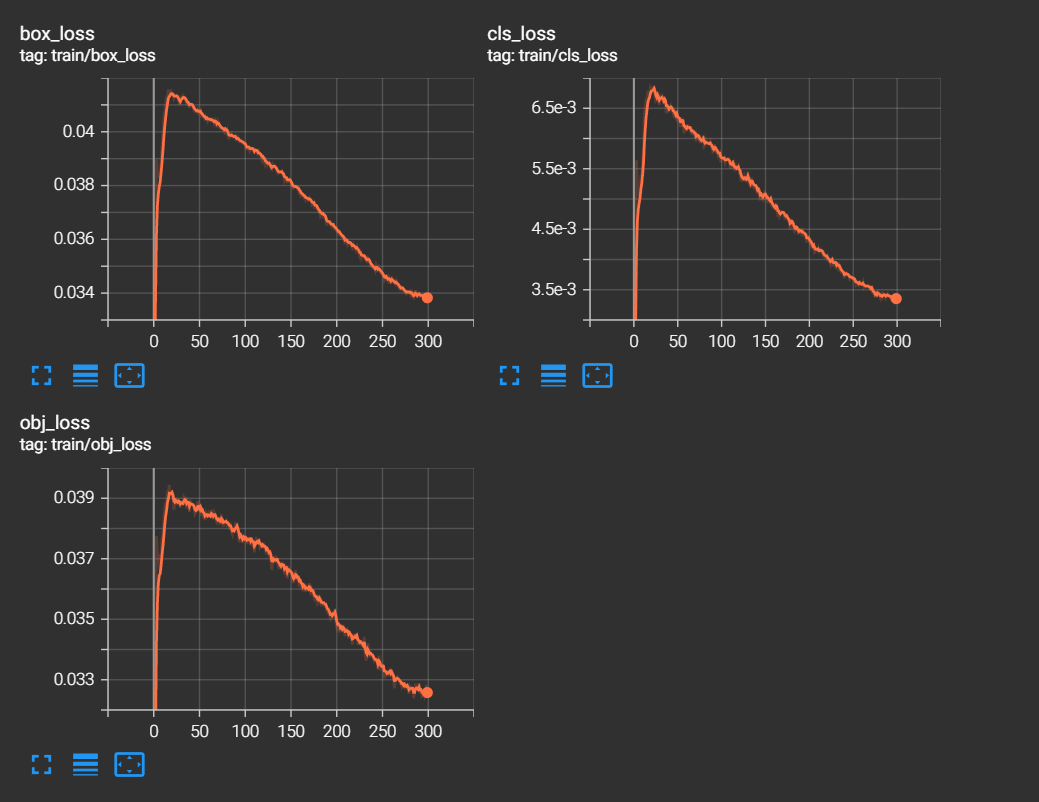 box_loss
tag: train/box_loss
0.04
0.038
0.036
0.034
0 50 100 150 200 250 300
cls_loss
tag: train/cls_loss
6.5e-3
5.5e-3
4.5e-3
3.5e-3
0 50 100 150 200 250 300
obj_loss
tag: train/obj_loss
0.039
0.037
0.035
0.033
0 50 100 150 200 250 300